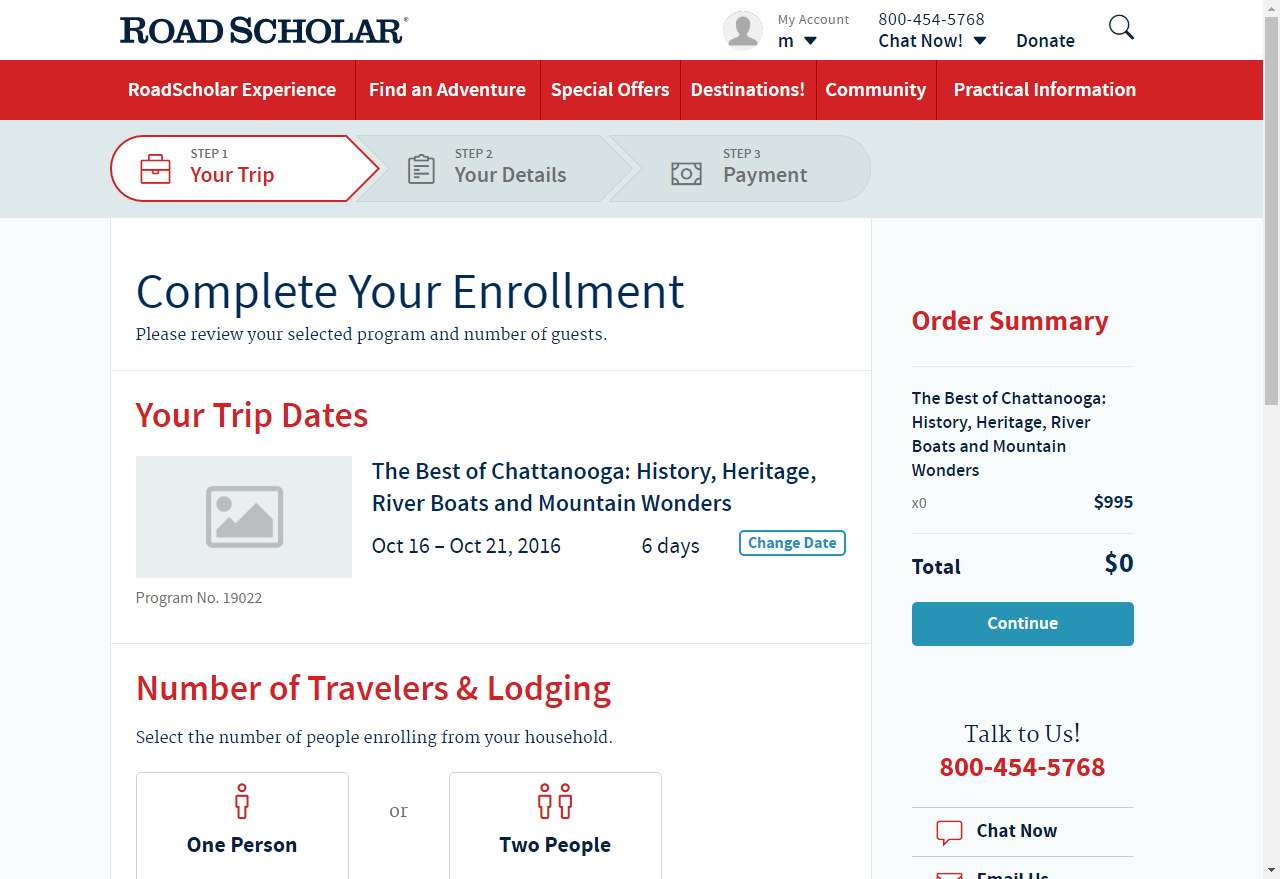 ROAD SCHOLAR®
My Account
m
800-454-5768
Chat Now!
Donate
RoadScholar Experience
Find an Adventure
Special Offers
Destinations!
Community
Practical Information
STEP 1
Your Trip
STEP 2
Your Details
STEP 3
Payment
Complete Your Enrollment
Please review your selected program and number of guests.
Your Trip Dates
The Best of Chattanooga: History, Heritage,
River Boats and Mountain Wonders
Oct 16 – Oct 21, 2016
6 days
Change Date
Program No. 19022
Number of Travelers & Lodging
Select the number of people enrolling from your household.
One Person
or
Two People
Order Summary
The Best of Chattanooga:
History, Heritage, River
Boats and Mountain
Wonders
x0
$995
Total
$0
Continue
Talk to Us!
800-454-5768
Chat Now
Email Us